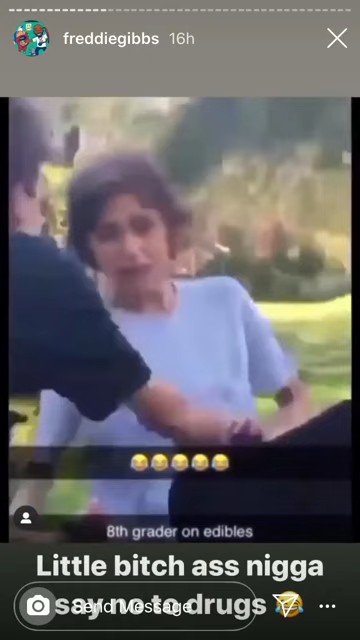 freddiegibbs 16h
😂😂😂😂😂
8th grader on edibles
Little bitch ass nigga
say no to drugs 😂
Send Message